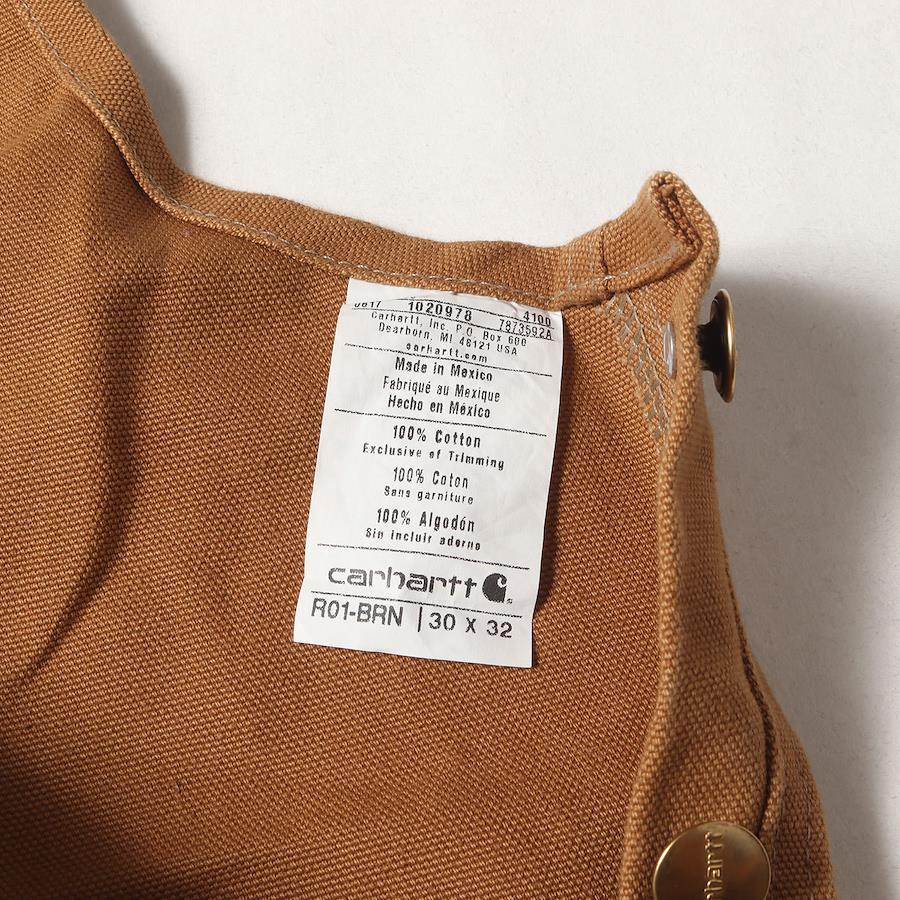 0817 1020978 4100
Carhartt, Inc. P.O. Box 600 7873592A
Dearborn, MI 48121 USA
carhartt.com
Made in Mexico
Fabriqué au Mexique
Hecho en México
100% Cotton
Exclusive of Trimming
100% Coton
Sans garniture
100% Algodón
Sin incluir adorno
carhartt
R01-BRN | 30 X 32